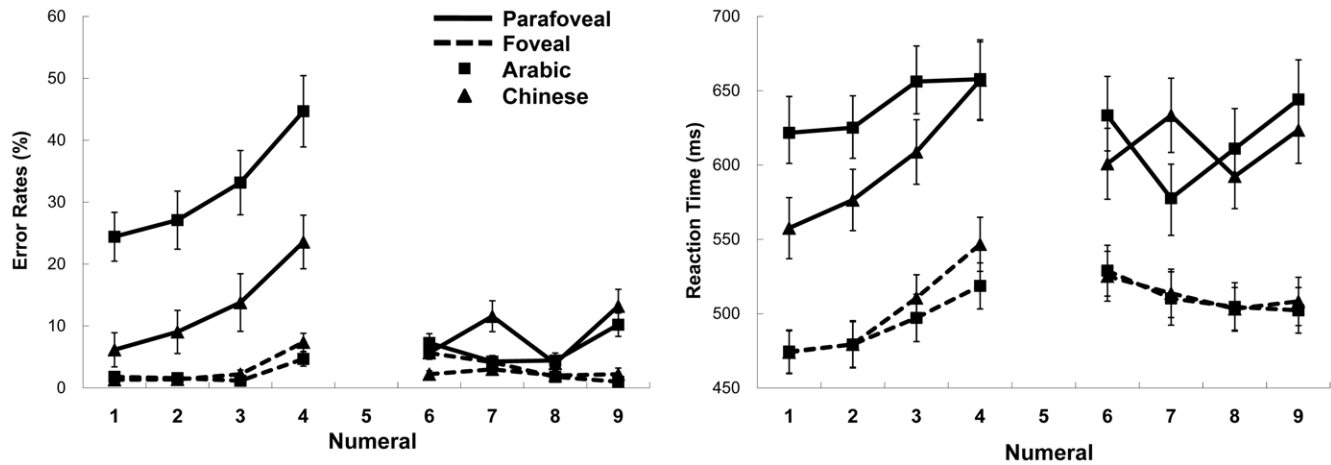 60
50
40
30
20
10
0
Error Rates (%)
1 2 3 4 5 6 7 8 9
Numeral
Parafoveal
Foveal
Arabic
Chinese
700
650
600
550
500
450
Reaction Time (ms)
1 2 3 4 5 6 7 8 9
Numeral